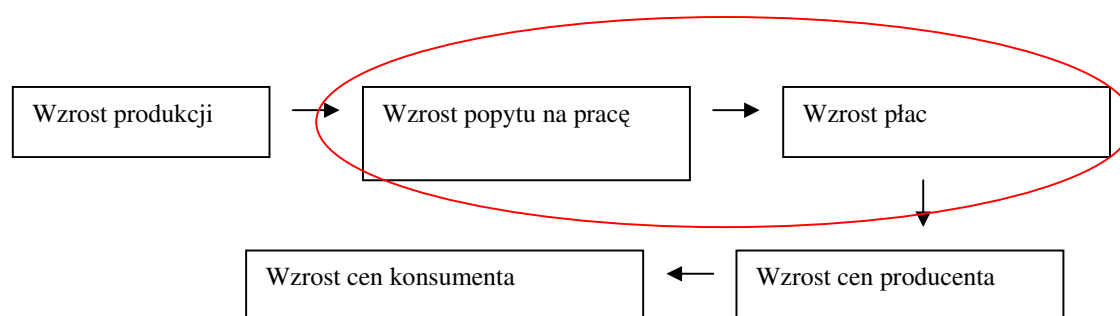 Wzrost produkcji
Wzrost popytu na pracę
Wzrost płac
Wzrost cen producenta
Wzrost cen konsumenta